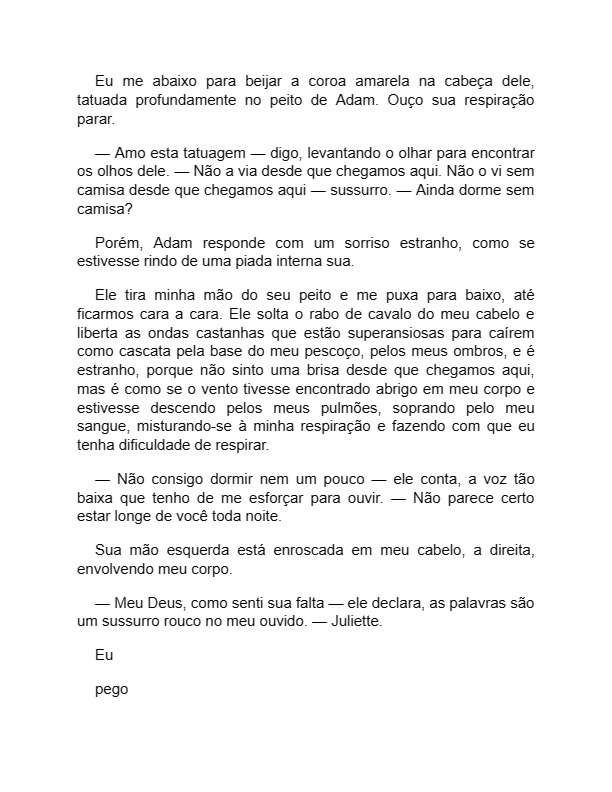 Eu me abaixo para beijar a coroa amarela na cabeça dele,
tatuada profundamente no peito de Adam. Ouço sua respiração
parar.
— Amo esta tatuagem — digo, levantando o olhar para encontrar
os olhos dele. — Não a via desde que chegamos aqui. Não o vi sem
camisa desde que chegamos aqui — sussurro. — Ainda dorme sem
camisa?
Porém, Adam responde com um sorriso estranho, como se
estivesse rindo de uma piada interna sua.
Ele tira minha mão do seu peito e me puxa para baixo, até
ficarmos cara a cara. Ele solta o rabo de cavalo do meu cabelo e
liberta as ondas castanhas que estão superansiosas para caírem
como cascata pela base do meu pescoço, pelos meus ombros, e é
estranho, porque não sinto uma brisa desde que chegamos aqui,
mas é como se o vento tivesse encontrado abrigo em meu corpo e
estivesse descendo pelos meus pulmões, soprando pelo meu
sangue, misturando-se à minha respiração e fazendo com que eu
tenha dificuldade de respirar.
— Não consigo dormir nem um pouco — ele conta, a voz tão
baixa que tenho de me esforçar para ouvir. — Não parece certo
estar longe de você toda noite.
Sua mão esquerda está enroscada em meu cabelo, a direita,
envolvendo meu corpo.
— Meu Deus, como senti sua falta — ele declara, as palavras são
um sussurro rouco no meu ouvido. — Juliette.
Eu
pego